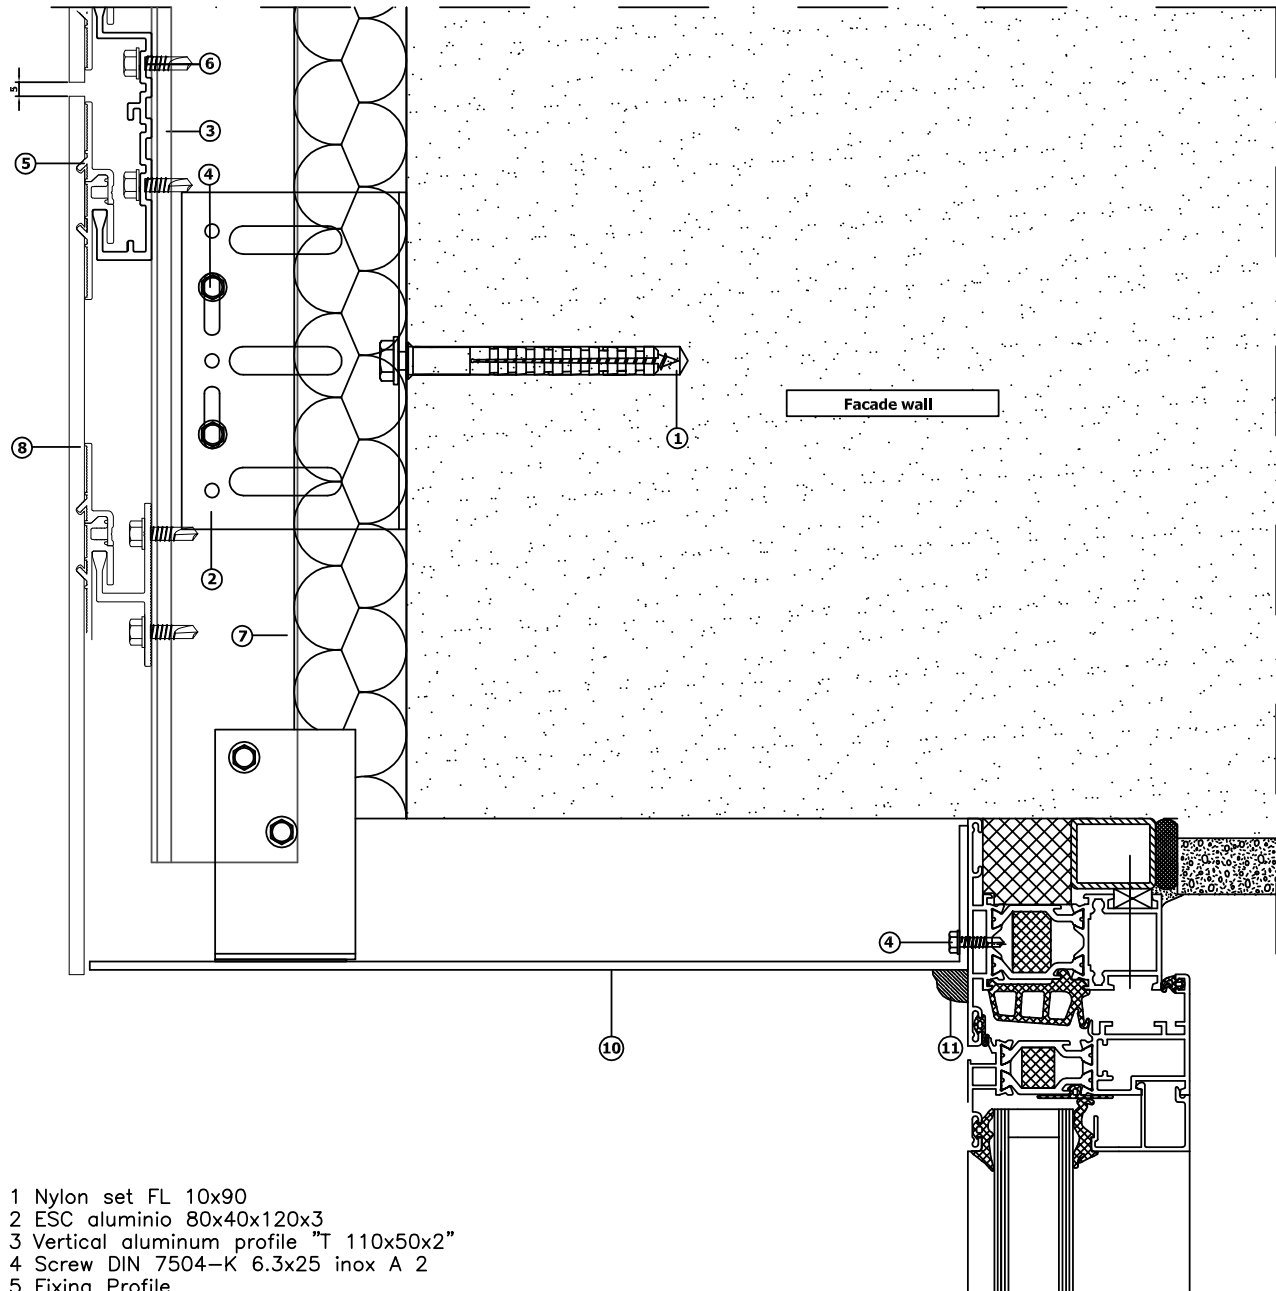 6
3
5
5
4
Facade wall
1
8
2
7
4
10
11
1 Nylon set FL 10x90
2 ESC aluminio 80x40x120x3
3 Vertical aluminum profile "T 110x50x2"
4 Screw DIN 7504-K 6.3x25 inox A 2
5 Fixing Profile